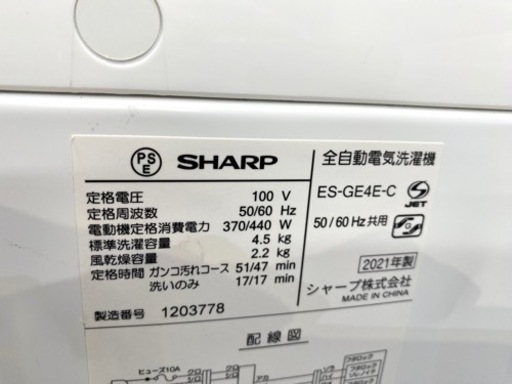 PS
E
SHARP
全自動電気洗濯機
定格電圧 100 V
定格周波数 50/60 Hz
電動機定格消費電力 370/440 W
標準洗濯容量 4.5 kg
風乾燥容量 2.2 kg
定格時間 ガンコ汚れコース 51/47 min
洗いのみ 17/17 min
製造番号 1203778
ES-GE4E-C
JET
50/60Hz共用
2021年製
シャープ株式会社
MADE IN CHINA
配線図
ヒューズ10A